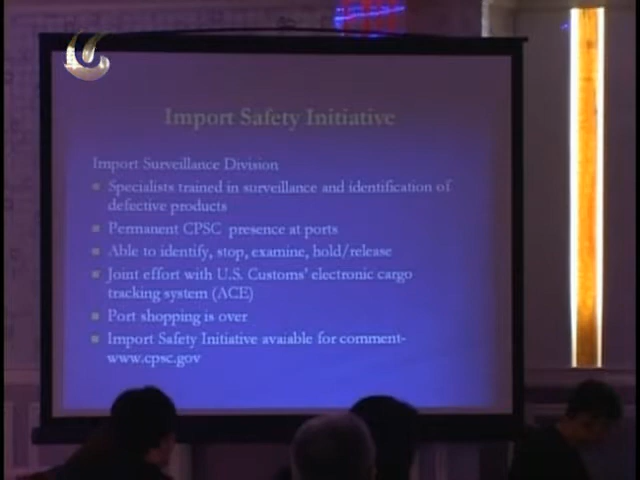 Import Safety Initiative
Import Surveillance Division
Specialists trained in surveillance and identification of
defective products
Permanent CPSC presence at ports
Able to identify, stop, examine, hold/release
Joint effort with U.S. Customs' electronic cargo
tracking system (ACE)
Port shopping is over
Import Safety Initiative avaiable for comment-
www.cpsc.gov